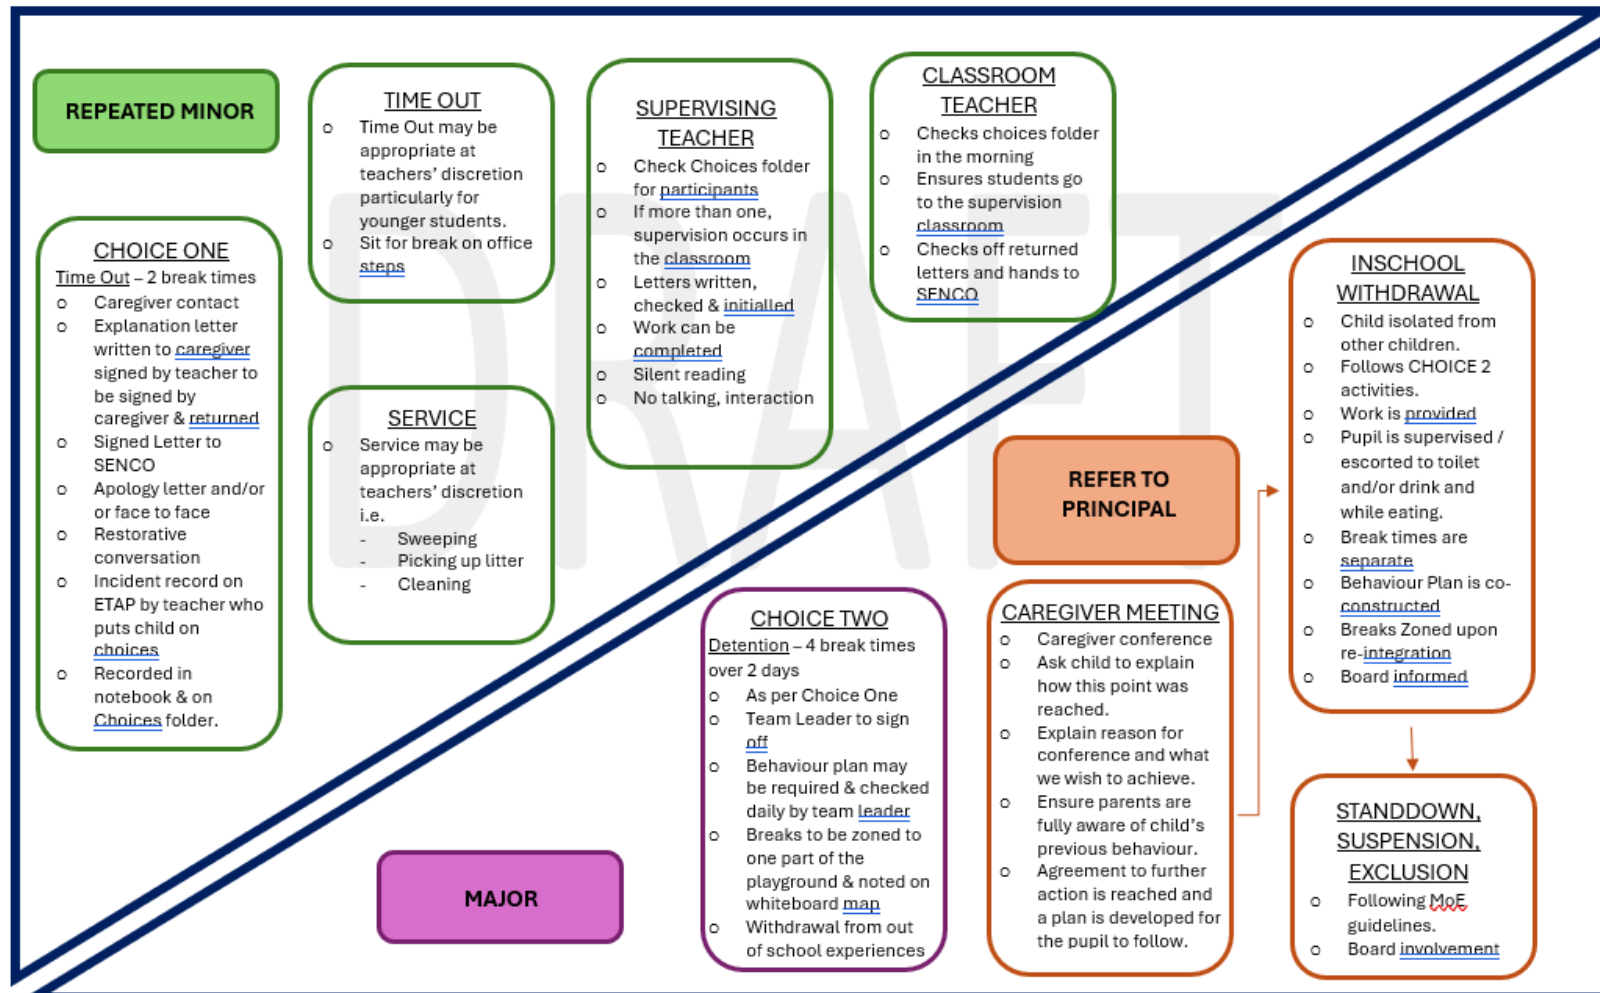 REPEATED MINOR
CHOICE ONE
Time Out – 2 break times
o Caregiver contact
o Explanation letter
written to caregiver
signed by teacher to
be signed by
caregiver & returned
o Signed Letter to
SENCO
o Apology letter and/or
or face to face
o Restorative
conversation
o Incident record on
ETAP by teacher who
puts child on
choices
o Recorded in
notebook & on
Choices folder.
TIME OUT
o Time Out may be
appropriate at
teachers’ discretion
particularly for
younger students.
o Sit for break on office
steps
SERVICE
o Service may be
appropriate at
teachers’ discretion
i.e.
- Sweeping
- Picking up litter
- Cleaning
SUPERVISING
TEACHER
o Check Choices folder
for participants
o If more than one,
supervision occurs in
the classroom
o Letters written,
checked & initialled
o Work can be
completed
o Silent reading
o No talking, interaction
CLASSROOM
TEACHER
o Checks choices folder
in the morning
o Ensures students go
to the supervision
classroom
o Checks off returned
letters and hands to
SENCO
DRAFT
MAJOR
CHOICE TWO
Detention – 4 break times
over 2 days
o As per Choice One
o Team Leader to sign
off
o Behaviour plan may
be required & checked
daily by team leader
o Breaks to be zoned to
one part of the
playground & noted on
whiteboard map
o Withdrawal from out
of school experiences
REFER TO
PRINCIPAL
CAREGIVER MEETING
o Caregiver conference
o Ask child to explain
how this point was
reached.
o Explain reason for
conference and what
we wish to achieve.
o Ensure parents are
fully aware of child’s
previous behaviour.
o Agreement to further
action is reached and
a plan is developed for
the pupil to follow.
INSCHOOL
WITHDRAWAL
o Child isolated from
other children.
o Follows CHOICE 2
activities.
o Work is provided
o Pupil is supervised /
escorted to toilet
and/or drink and
while eating.
o Break times are
separate
o Behaviour Plan is co-
constructed
o Breaks Zoned upon
re-integration
o Board informed
STANDDOWN,
SUSPENSION,
EXCLUSION
o Following MoE
guidelines.
o Board involvement